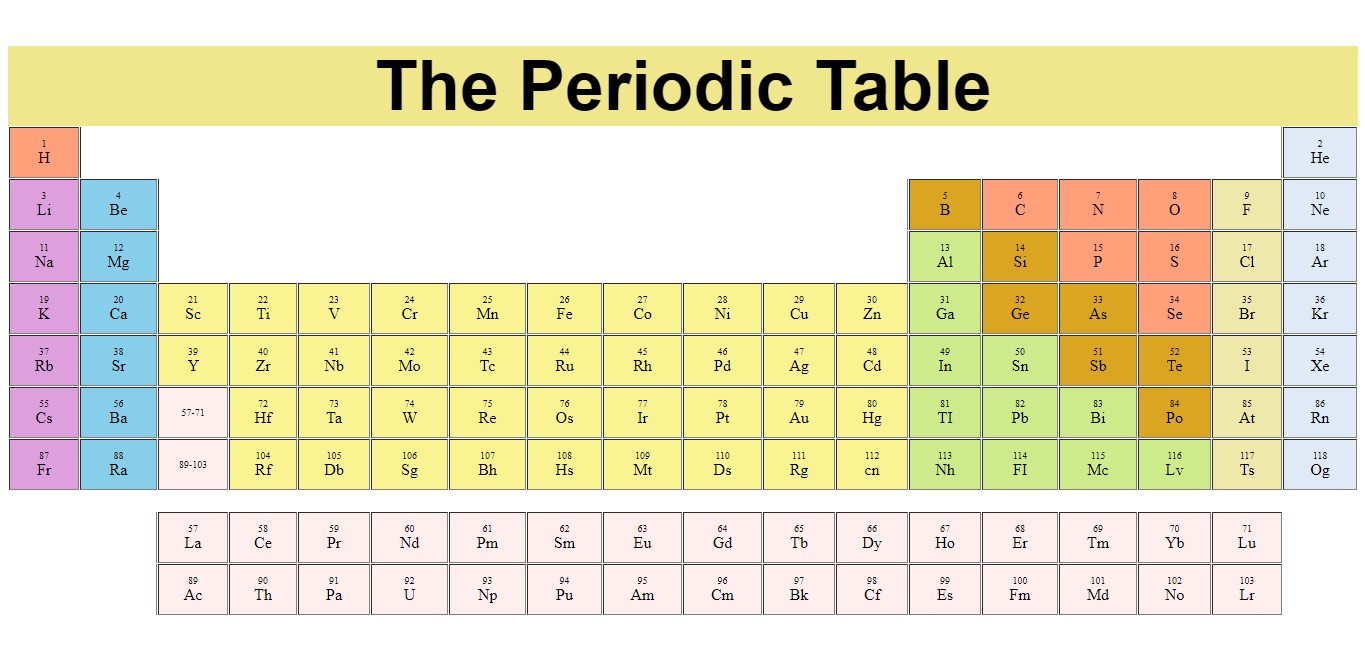 The Periodic Table
1 2
H He
3 4 5 6 7 8 9 10
Li Be B C N O F Ne
11 12 13 14 15 16 17 18
Na Mg Al Si P S Cl Ar
19 20 21 22 23 24 25 26 27 28 29 30 31 32 33 34 35 36
K Ca Sc Ti V Cr Mn Fe Co Ni Cu Zn Ga Ge As Se Br Kr
37 38 39 40 41 42 43 44 45 46 47 48 49 50 51 52 53 54
Rb Sr Y Zr Nb Mo Tc Ru Rh Pd Ag Cd In Sn Sb Te I Xe
55 56 57-71 72 73 74 75 76 77 78 79 80 81 82 83 84 85 86
Cs Ba Hf Ta W Re Os Ir Pt Au Hg TI Pb Bi Po At Rn
87 88 89-103 104 105 106 107 108 109 110 111 112 113 114 115 116 117 118
Fr Ra Rf Db Sg Bh Hs Mt Ds Rg cn Nh FI Mc Lv Ts Og
57 58 59 60 61 62 63 64 65 66 67 68 69 70 71
La Ce Pr Nd Pm Sm Eu Gd Tb Dy Ho Er Tm Yb Lu
89 90 91 92 93 94 95 96 97 98 99 100 101 102 103
Ac Th Pa U Np Pu Am Cm Bk Cf Es Fm Md No Lr